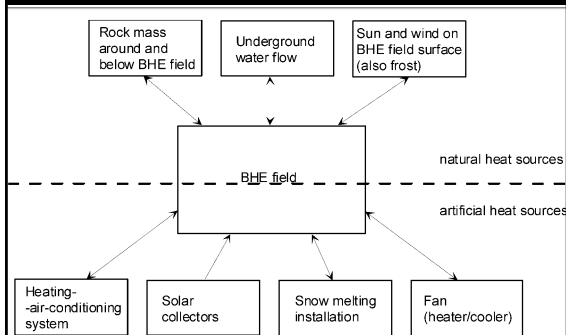 Rock mass
around and
below BHE field
Underground
water flow
Sun and wind on
BHE field surface
(also frost)
BHE field
natural heat sources
artificial heat sources
Heating-
-air-conditioning
system
Solar
collectors
Snow melting
installation
Fan
(heater/cooler)